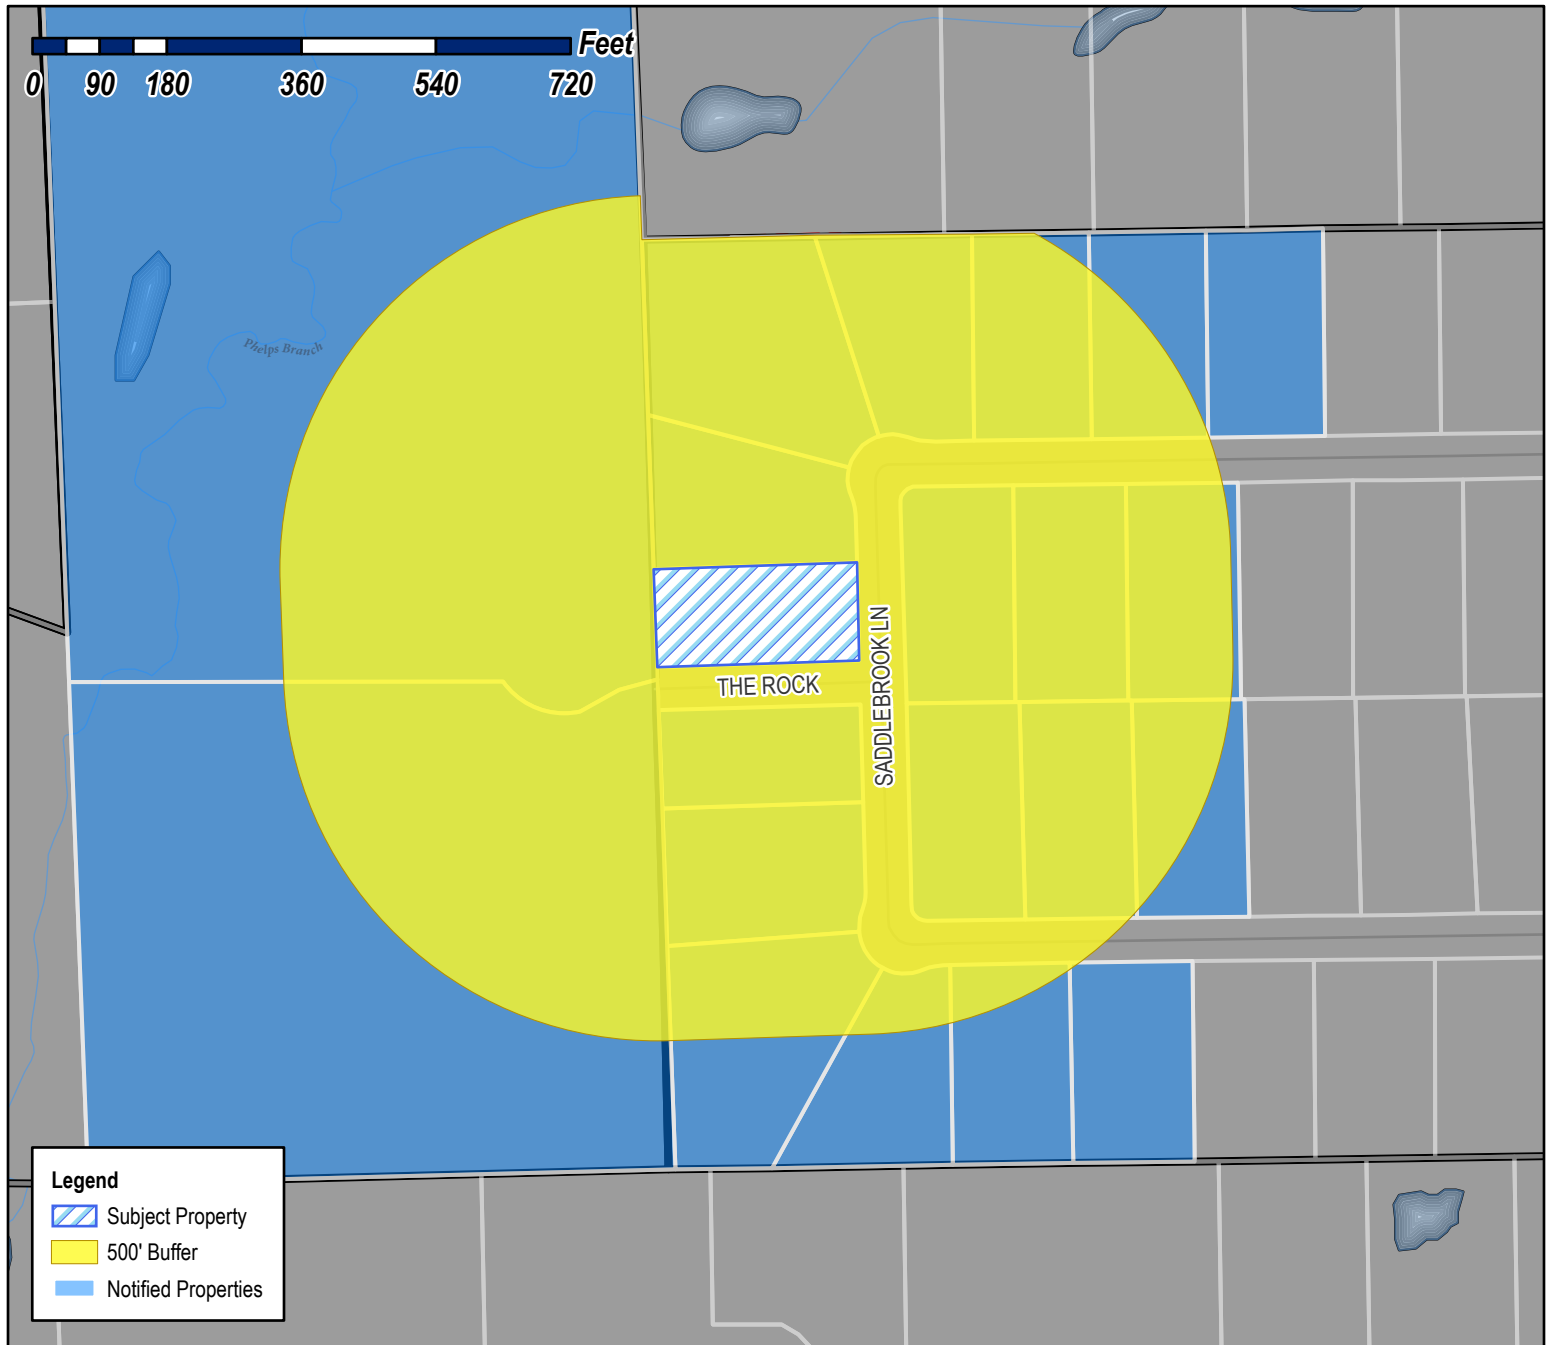 Feet
0 90 180 360 540 720
Phelps Branch
THE ROCK
SADDLEBROOK LN
Legend
Subject Property
500' Buffer
Notified Properties